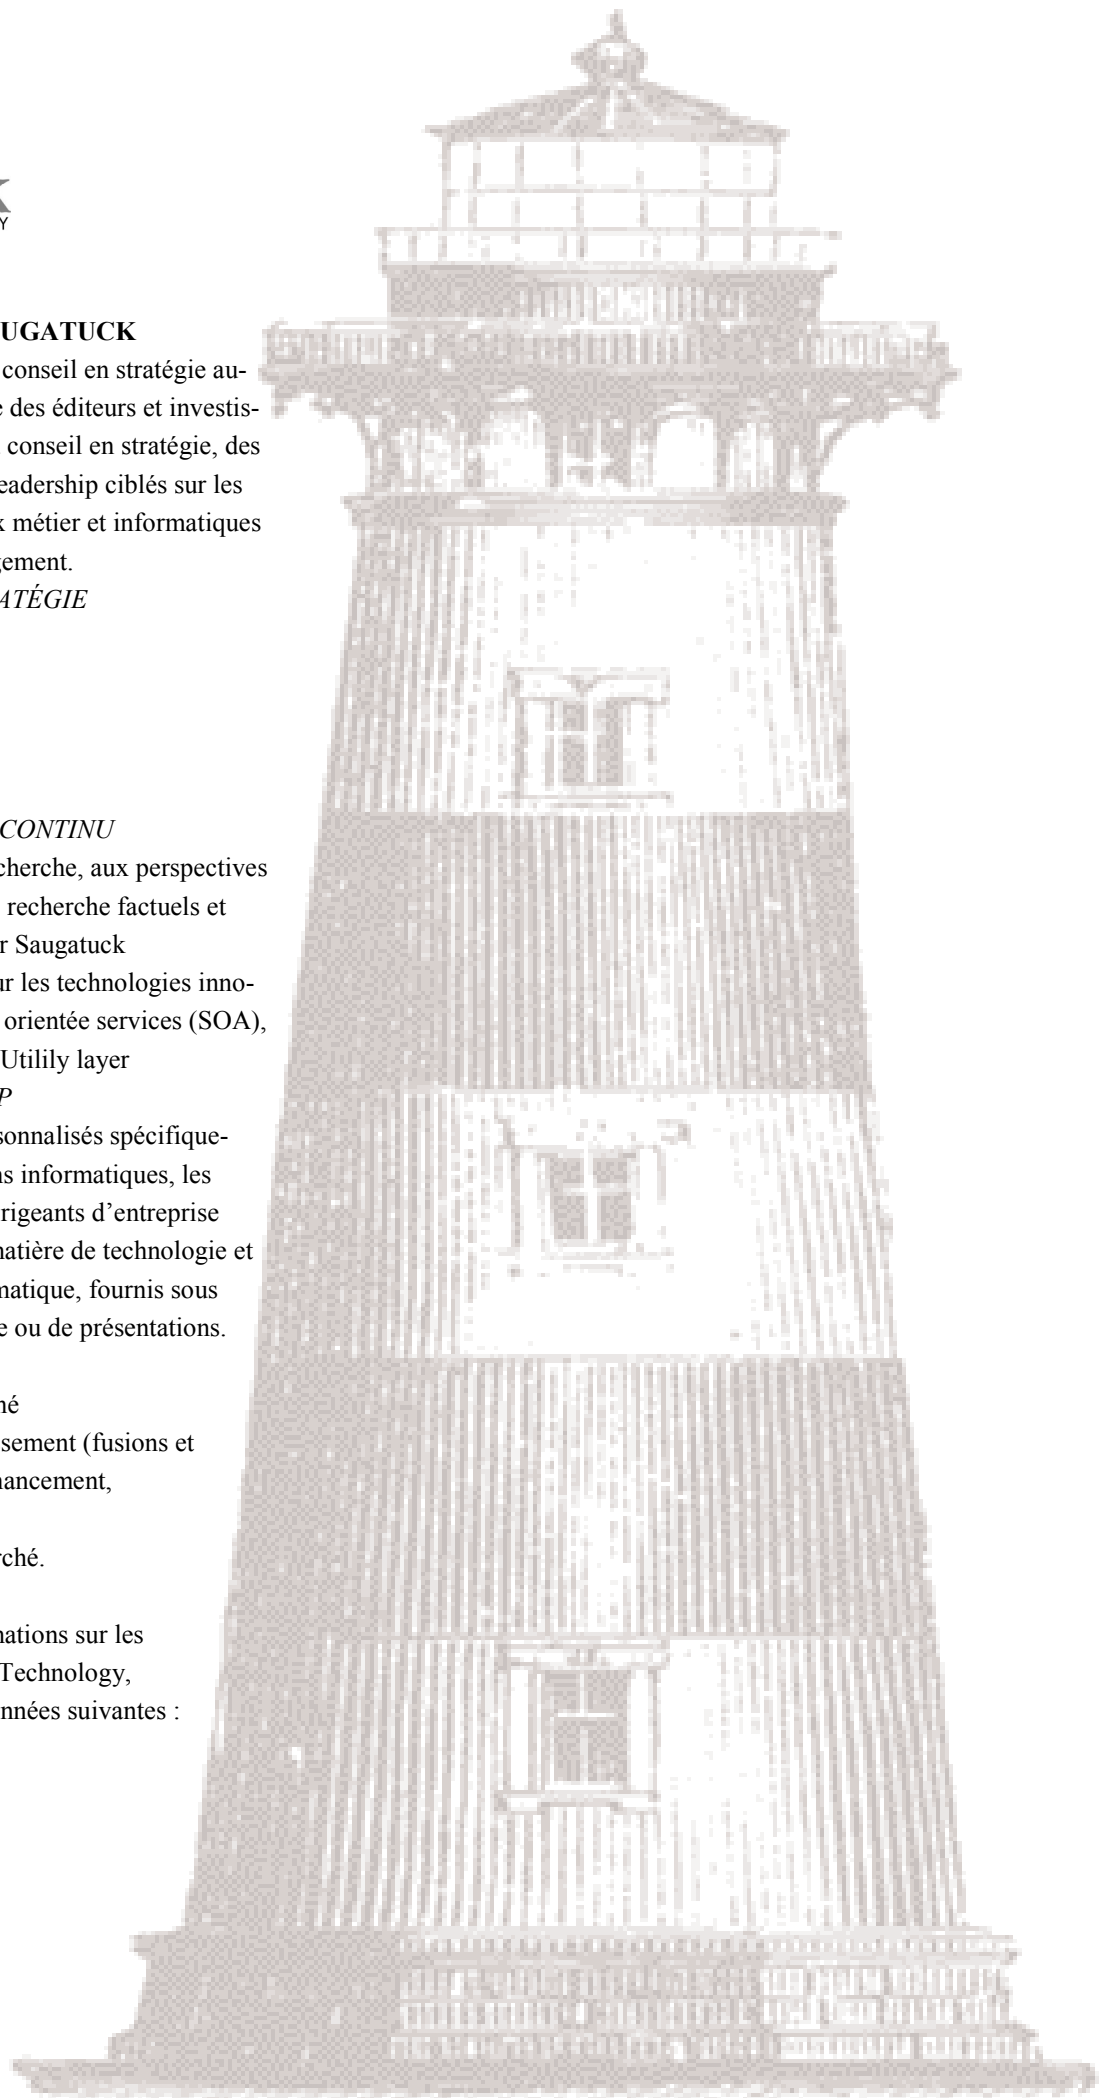 K
Y
UGATUCK
conseil en stratégie au-
e des éditeurs et investis-
conseil en stratégie, des
eadership ciblés sur les
x métier et informatiques
gement.
ATÉGIE
CONTINU
cherche, aux perspectives
recherche factuels et
r Saugatuck
ur les technologies inno-
orientée services (SOA),
Utilily layer
P
sonnalisés spécifique-
ns informatiques, les
rigeants d’entreprise
natière de technologie et
matique, fournis sous
e ou de présentations.
hé
sement (fusions et
nancement,
rché.
nations sur les
Technology,
nnées suivantes :